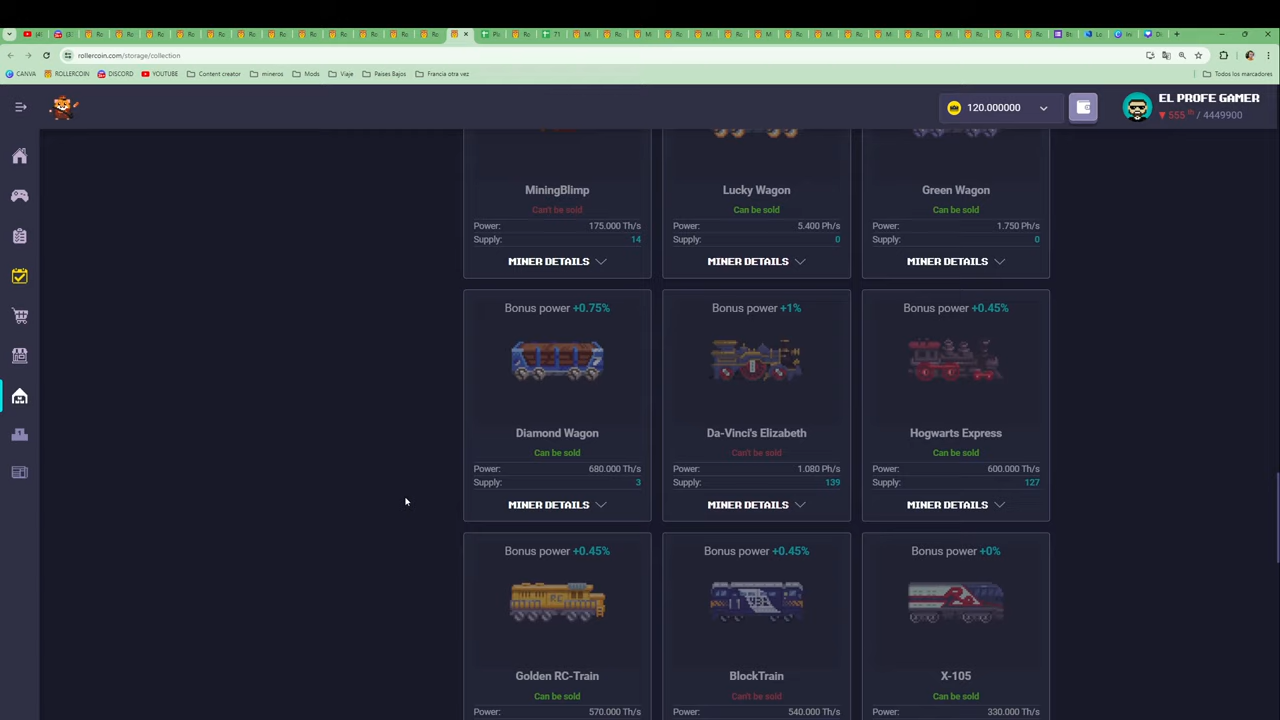 rollercoin.com/storage/collection
CANVA
ROLLERCOIN
DISCORD
YOUTUBE
Content creator
mineros
Mods
Viaje
Países Bajos
Francia otra vez
Todos los marcadores
120.000000
EL PROFE GAMER
555 th / 4449900
MiningBlimp
Can't be sold
Power: 175.000 Th/s
Supply: 14
MINER DETAILS
Lucky Wagon
Can be sold
Power: 5.400 Ph/s
Supply: 0
MINER DETAILS
Green Wagon
Can be sold
Power: 1.750 Ph/s
Supply: 0
MINER DETAILS
Bonus power +0.75%
Diamond Wagon
Can be sold
Power: 680.000 Th/s
Supply: 3
MINER DETAILS
Bonus power +1%
Da-Vinci's Elizabeth
Can't be sold
Power: 1.080 Ph/s
Supply: 139
MINER DETAILS
Bonus power +0.45%
Hogwarts Express
Can be sold
Power: 600.000 Th/s
Supply: 127
MINER DETAILS
Bonus power +0.45%
RC
Golden RC-Train
Can be sold
Power: 570.000 Th/s
Bonus power +0.45%
BlockTrain
Can't be sold
Power: 540.000 Th/s
Bonus power +0%
X-105
Can be sold
Power: 330.000 Th/s